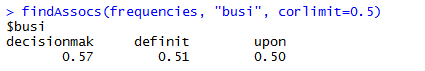 > findAssocs(frequencies, "busi", corlimit=0.5)
$busi
decisionmak     definit        upon
       0.57        0.51        0.50